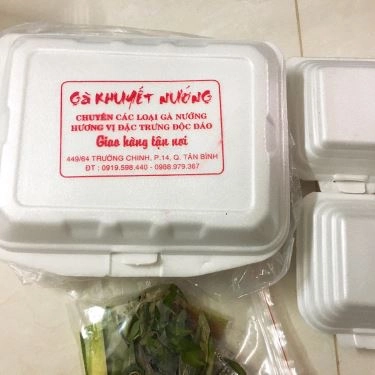 Gà KHUYẾT NƯỚNG
CHUYÊN CÁC LOẠI GÀ NƯỚNG
HƯƠNG VỊ ĐẶC TRƯNG ĐỘC ĐÁO
Giao hàng tận nơi
449/64 TRƯỜNG CHINH, P.14, Q. TÂN BÌNH
ĐT : 0919.598.440 - 0988.979.367